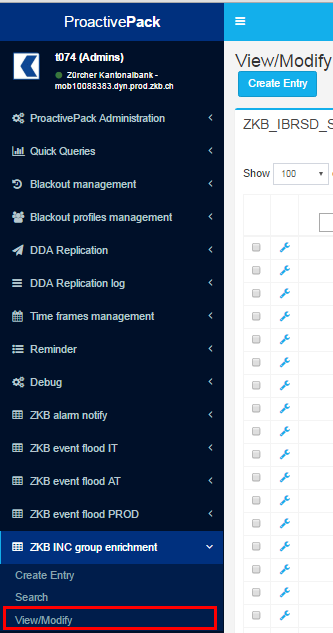 ProactivePack
t074 (Admins)
Zürcher Kantonalbank -
mob10088383.dyn.prod.zkb.ch
ProactivePack Administration
Quick Queries
Blackout management
Blackout profiles management
DDA Replication
DDA Replication log
Time frames management
Reminder
Debug
ZKB alarm notify
ZKB event flood IT
ZKB event flood AT
ZKB event flood PROD
ZKB INC group enrichment
Create Entry
Search
View/Modify
View/Modify
Create Entry
ZKB_IBRSD_S
Show 100